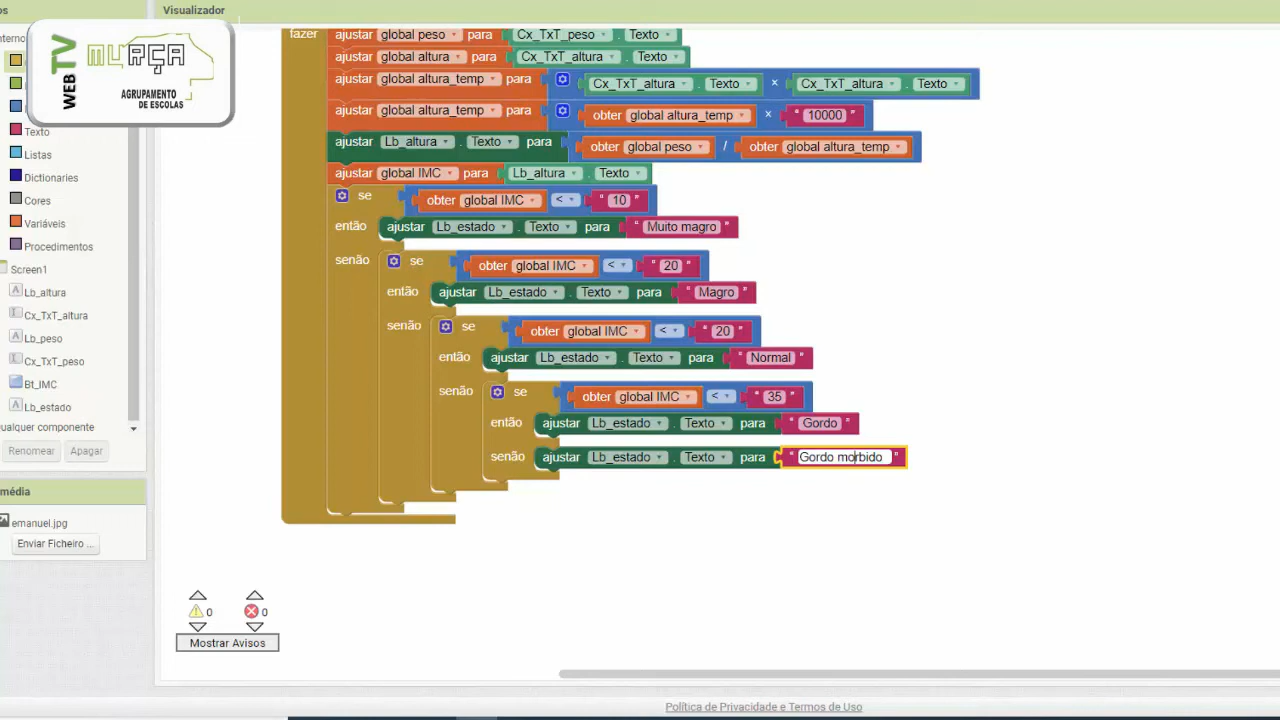 os
Visualizador
nterno
WEB TV
MURÇA
AGRUPAMENTO
DE ESCOLAS
Texto
Listas
Dictionaries
Cores
Variáveis
Procedimentos
Screen1
Lb_altura
Cx_TxT_altura
Lb_peso
Cx_TxT_peso
Bt_IMC
Lb_estado
ualquer componente
Renomear Apagar
média
emanuel.jpg
Enviar Ficheiro ...
fazer ajustar global peso para Cx_TxT_peso . Texto
ajustar global altura para Cx_TxT_altura . Texto
ajustar global altura_temp para Cx_TxT_altura . Texto × Cx_TxT_altura . Texto
ajustar global altura_temp para obter global altura_temp × " 10000 "
ajustar Lb_altura . Texto para obter global peso / obter global altura_temp
ajustar global IMC para Lb_altura . Texto
se obter global IMC < " 10 "
então ajustar Lb_estado . Texto para " Muito magro "
senão se obter global IMC < " 20 "
então ajustar Lb_estado . Texto para " Magro "
senão se obter global IMC < " 20 "
então ajustar Lb_estado . Texto para " Normal "
senão se obter global IMC < " 35 "
então ajustar Lb_estado . Texto para " Gordo "
senão ajustar Lb_estado . Texto para " Gordo morbido "
0 0
Mostrar Avisos
Política de Privacidade e Termos de Uso